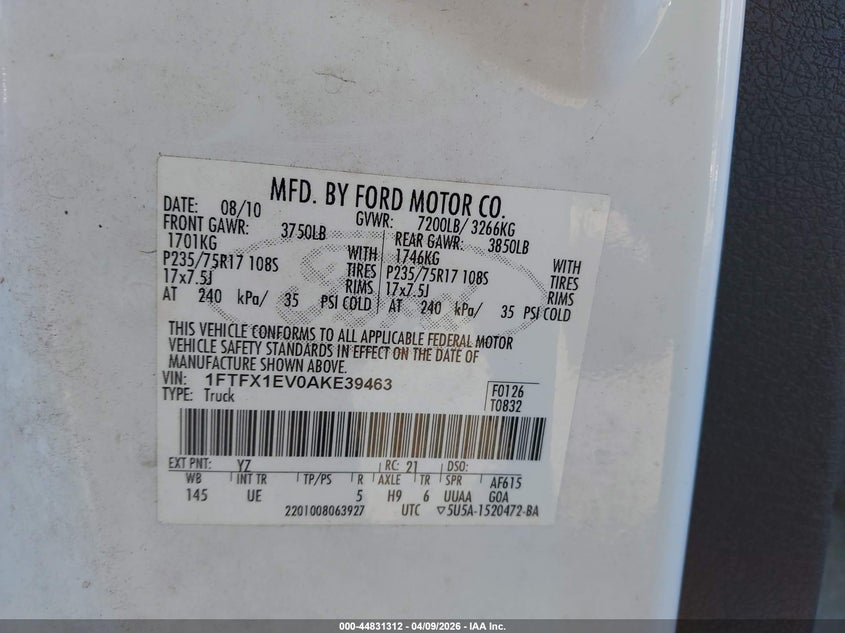 MFD. BY FORD MOTOR CO.
DATE: 08/10 GVWR: 7200LB/ 3266KG
FRONT GAWR: 3750LB REAR GAWR: 3850LB
1701KG WITH 1746KG WITH
P235/75R17 108S TIRES P235/75R17 108S TIRES
17x7.5J RIMS 17x7.5J RIMS
AT 240 kPa/ 35 PSI COLD AT 240 kPa/ 35 PSI COLD
THIS VEHICLE CONFORMS TO ALL APPLICABLE FEDERAL MOTOR
VEHICLE SAFETY STANDARDS IN EFFECT ON THE DATE OF
MANUFACTURE SHOWN ABOVE.
VIN: 1FTFX1EV0AKE39463 F0126
TYPE: Truck T0832
EXT PNT: YZ RC: 21 DSO:
WB INT TR TP/PS R AXLE TR SPR AF615
145 UE 5 H9 6 UUAA GOA
2201008063927 UTC ▽5U5A-1520472-BA
Ford
000-44831312 | 04/09/2026 - IAA Inc.